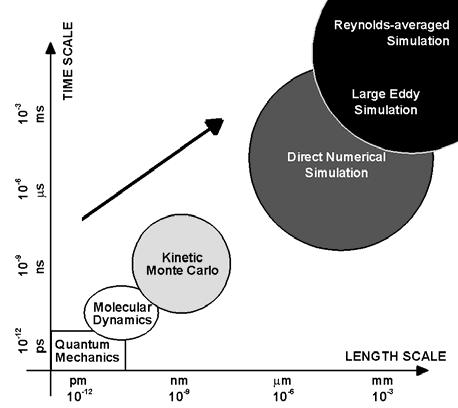 Reynolds-averaged
Simulation
TIME SCALE
Large Eddy
Simulation
10⁻³
ms
Direct Numerical
Simulation
10⁻⁶
μs
Kinetic
Monte Carlo
10⁻⁹
ns
Molecular
Dynamics
10⁻¹²
ps
Quantum
Mechanics
LENGTH SCALE
pm
nm
μm
mm
10⁻¹²
10⁻⁹
10⁻⁶
10⁻³